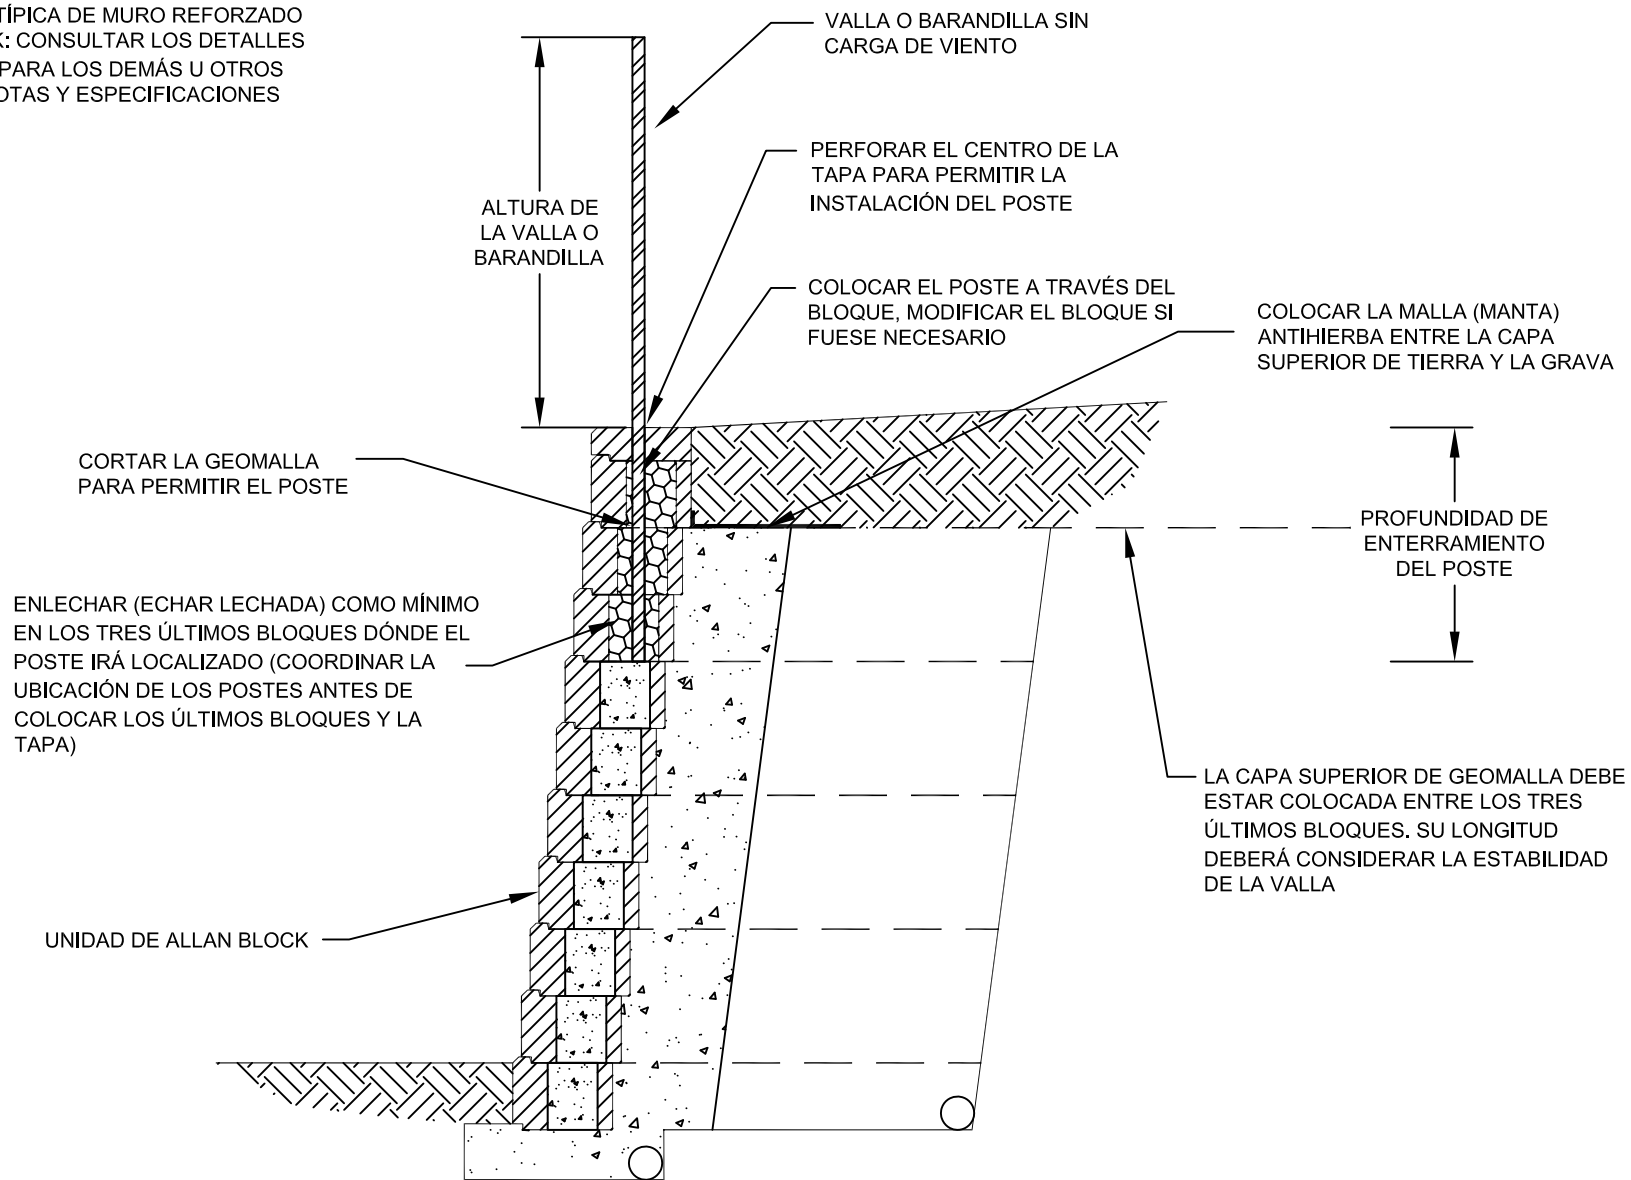 TÍPICA DE MURO REFORZADO
: CONSULTAR LOS DETALLES
PARA LOS DEMÁS U OTROS
Y ESPECIFICACIONES
VALLA O BARANDILLA SIN
CARGA DE VIENTO
PERFORAR EL CENTRO DE LA
TAPA PARA PERMITIR LA
INSTALACIÓN DEL POSTE
ALTURA DE
LA VALLA O
BARANDILLA
COLOCAR EL POSTE A TRAVÉS DEL
BLOQUE, MODIFICAR EL BLOQUE SI
FUESE NECESARIO
COLOCAR LA MALLA (MANTA)
ANTIHIERBA ENTRE LA CAPA
SUPERIOR DE TIERRA Y LA GRAVA
CORTAR LA GEOMALLA
PARA PERMITIR EL POSTE
PROFUNDIDAD DE
ENTERRAMIENTO
DEL POSTE
ENLECHAR (ECHAR LECHADA) COMO MÍNIMO
EN LOS TRES ÚLTIMOS BLOQUES DÓNDE EL
POSTE IRÁ LOCALIZADO (COORDINAR LA
UBICACIÓN DE LOS POSTES ANTES DE
COLOCAR LOS ÚLTIMOS BLOQUES Y LA
TAPA)
LA CAPA SUPERIOR DE GEOMALLA DEBE
ESTAR COLOCADA ENTRE LOS TRES
ÚLTIMOS BLOQUES. SU LONGITUD
DEBERÁ CONSIDERAR LA ESTABILIDAD
DE LA VALLA
UNIDAD DE ALLAN BLOCK